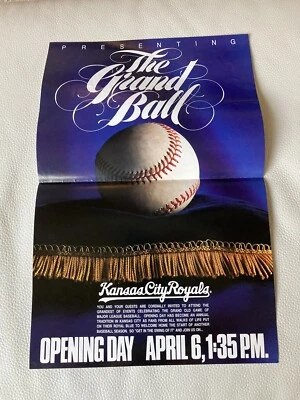 PRESENTING
The
Grand
Ball
Kansas City Royals.
YOU AND YOUR GUESTS ARE CORDIALLY INVITED TO ATTEND THE
GRANDEST OF EVENTS CELEBRATING THE GRAND OLD GAME OF
MAJOR LEAGUE BASEBALL. OPENING DAY HAS BECOME AN ANNUAL
TRADITION IN KANSAS CITY AS FANS FROM ALL WALKS OF LIFE PUT
ON THEIR ROYAL BLUE TO WELCOME HOME THE START OF ANOTHER
BASEBALL SEASON. SO "GET IN THE SWING OF IT" AND JOIN US...
OPENING DAY APRIL 6, 1:35 P.M.